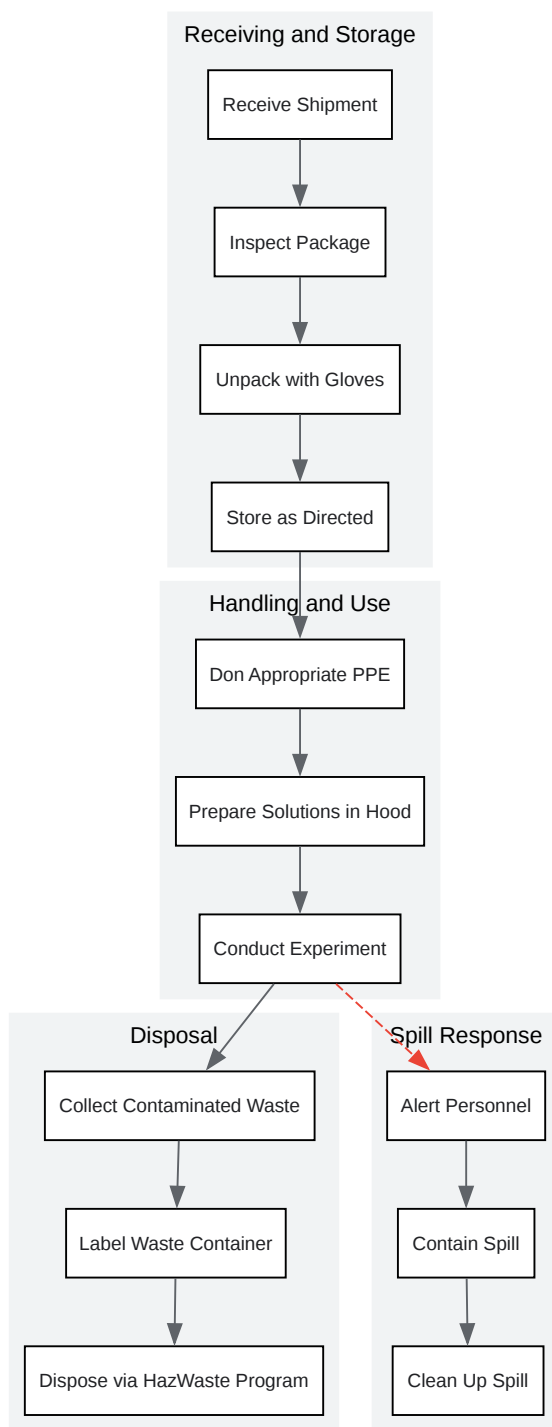 Receiving and Storage
Receive Shipment
Inspect Package
Unpack with Gloves
Store as Directed
Handling and Use
Don Appropriate PPE
Prepare Solutions in Hood
Conduct Experiment
Disposal
Collect Contaminated Waste
Label Waste Container
Dispose via HazWaste Program
Spill Response
Alert Personnel
Contain Spill
Clean Up Spill